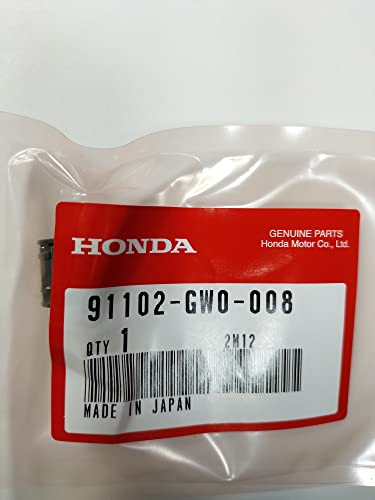 HONDA
GENUINE PARTS
Honda Motor Co., Ltd.
91102-GW0-008
QTY 1 2M12
MADE IN JAPAN